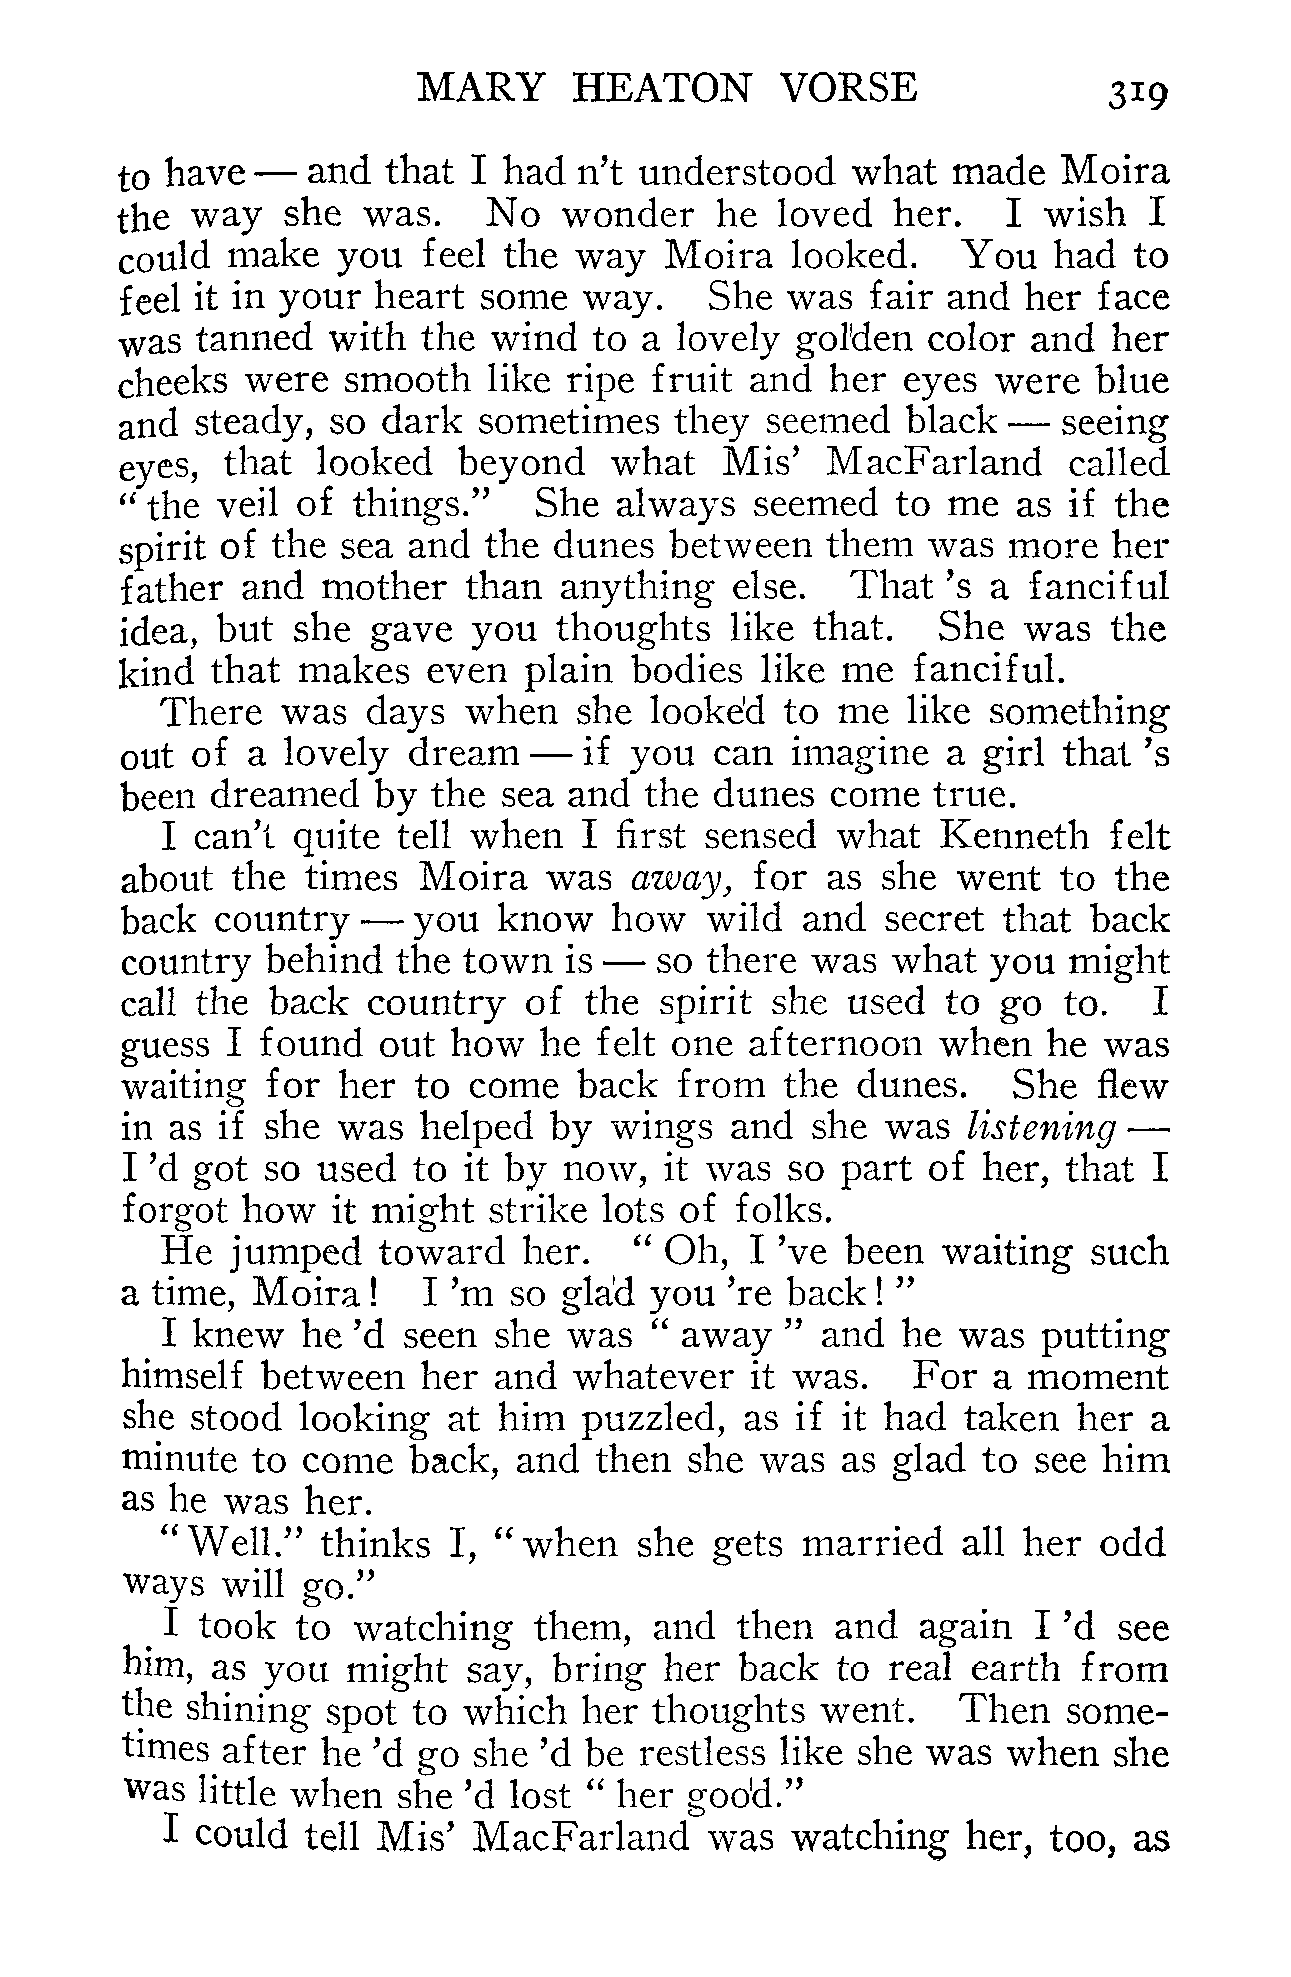 MARY HEATON VORSE 319
to have — and that I had n't understood what made Moira
the way she was. No wonder he loved her. I wish I
could make you feel the way Moira looked. You had to
feel it in your heart some way. She was fair and her face
was tanned with the wind to a lovely golden color and her
cheeks were smooth like ripe fruit and her eyes were blue
and steady, so dark sometimes they seemed black — seeing
eyes, that looked beyond what Mis' MacFarland called
"the veil of things." She always seemed to me as if the
spirit of the sea and the dunes between them was more her
father and mother than anything else. That 's a fanciful
idea, but she gave you thoughts like that. She was the
kind that makes even plain bodies like me fanciful.
There was days when she looked to me like something
out of a lovely dream — if you can imagine a girl that 's
been dreamed by the sea and the dunes come true.
I can't quite tell when I first sensed what Kenneth felt
about the times Moira was away, for as she went to the
back country — you know how wild and secret that back
country behind the town is — so there was what you might
call the back country of the spirit she used to go to. I
guess I found out how he felt one afternoon when he was
waiting for her to come back from the dunes. She flew
in as if she was helped by wings and she was listening —
I 'd got so used to it by now, it was so part of her, that I
forgot how it might strike lots of folks.
He jumped toward her. " Oh, I 've been waiting such
a time, Moira! I 'm so glad you 're back! "
I knew he 'd seen she was " away " and he was putting
himself between her and whatever it was. For a moment
she stood looking at him puzzled, as if it had taken her a
minute to come back, and then she was as glad to see him
as he was her.
"Well." thinks I, "when she gets married all her odd
ways will go."
I took to watching them, and then and again I 'd see
him, as you might say, bring her back to real earth from
the shining spot to which her thoughts went. Then some-
times after he 'd go she 'd be restless like she was when she
was little when she 'd lost " her good."
I could tell Mis' MacFarland was watching her, too, as